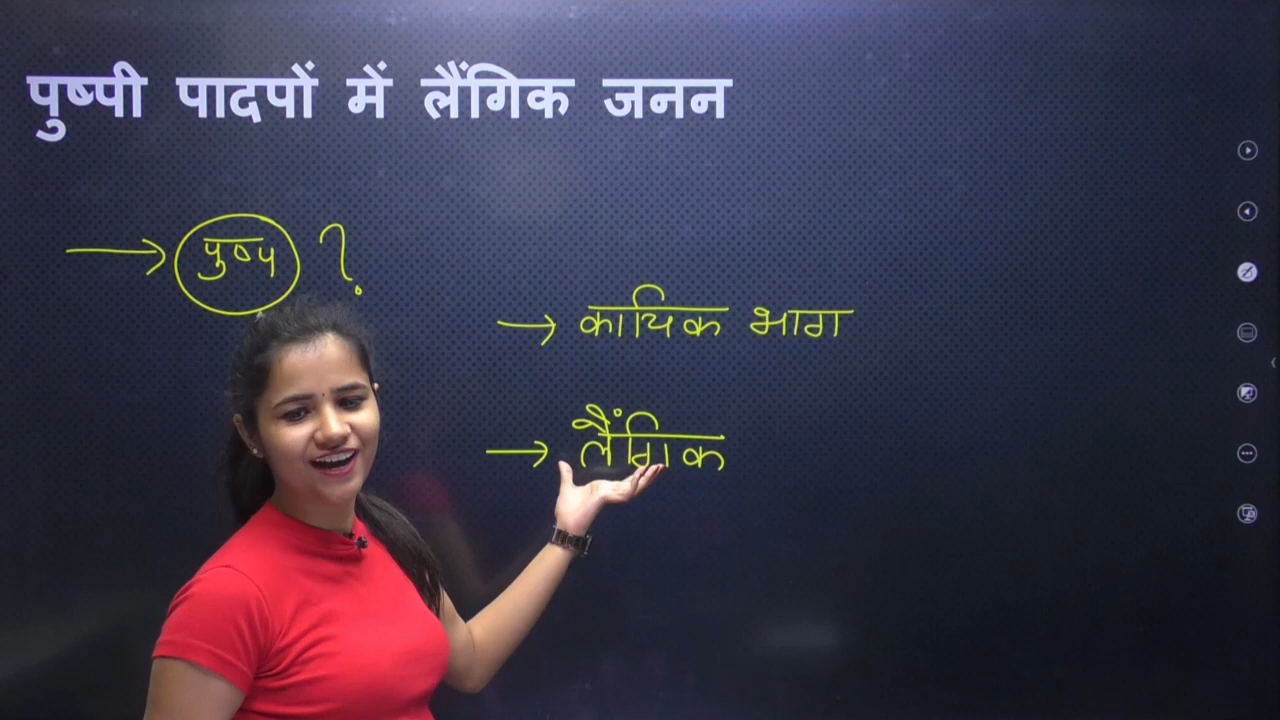 पुष्पी पादपों में लैंगिक जनन
→ पुष्प ?
→ कायिक भाग
→ लैंगिक